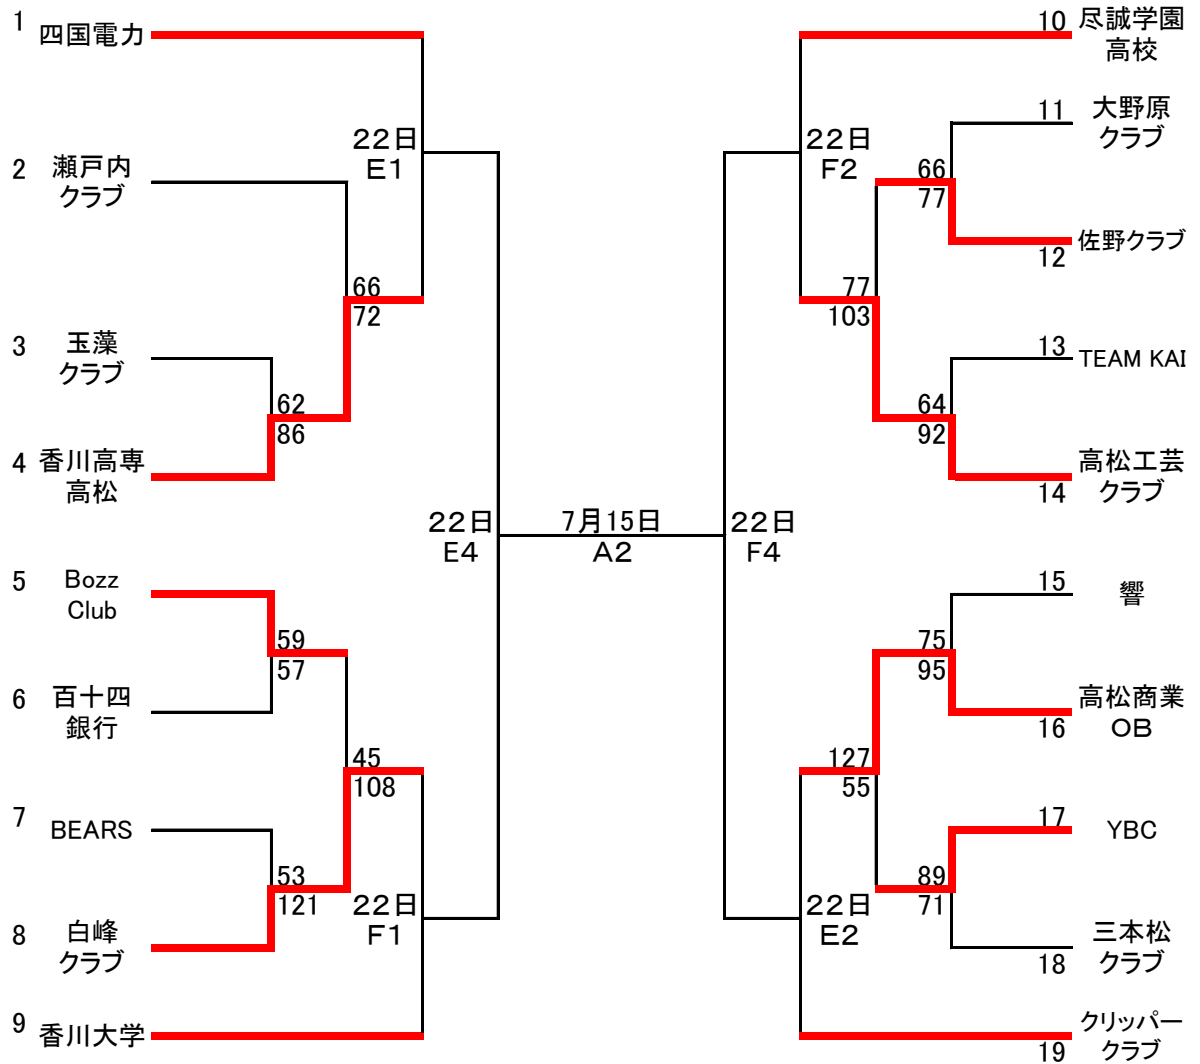 1
四国電力
2
瀬戸内
クラブ
3
玉藻
クラブ
4
香川高専
高松
5
Bozz
Club
6
百十四
銀行
7
BEARS
8
白峰
クラブ
9
香川大学
62
86
59
57
53
121
66
72
45
108
22日
E1
22日
F1
22日
E4
7月15日
A2
22日
F4
22日
F2
22日
E2
77
103
127
55
66
77
64
92
75
95
89
71
10
尽誠学園
高校
11
大野原
クラブ
12
佐野クラブ
13
TEAM KAI
14
高松工芸
クラブ
15
響
16
高松商業
OB
17
YBC
18
三本松
クラブ
19
クリッパー
クラブ